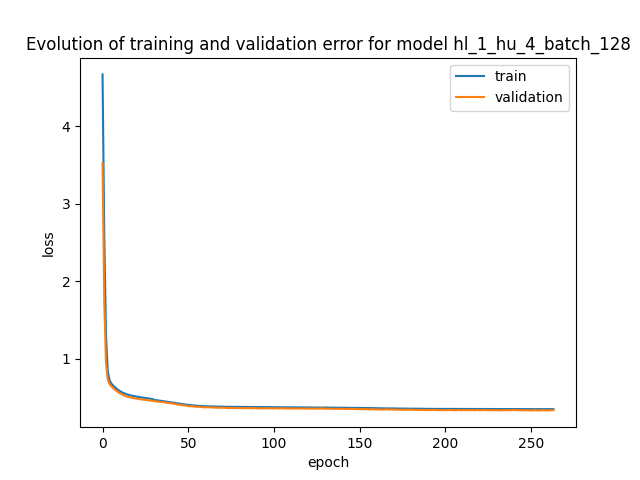 Evolution of training and validation error for model hl_1_hu_4_batch_128
train
validation
4
3
2
1
loss
0 50 100 150 200 250
epoch